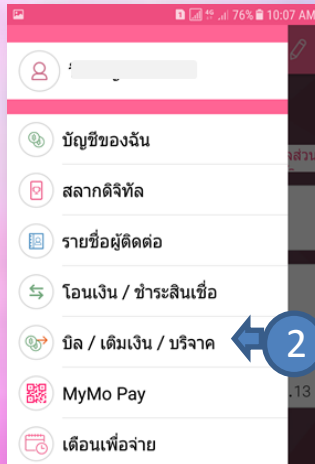 4G 76% 10:07 AM
บัญชีของฉัน
สลากดิจิทัล
รายชื่อผู้ติดต่อ
โอนเงิน / ชำระสินเชื่อ
บิล / เติมเงิน / บริจาค
2
MyMo Pay
.13
เตือนเพื่อจ่าย